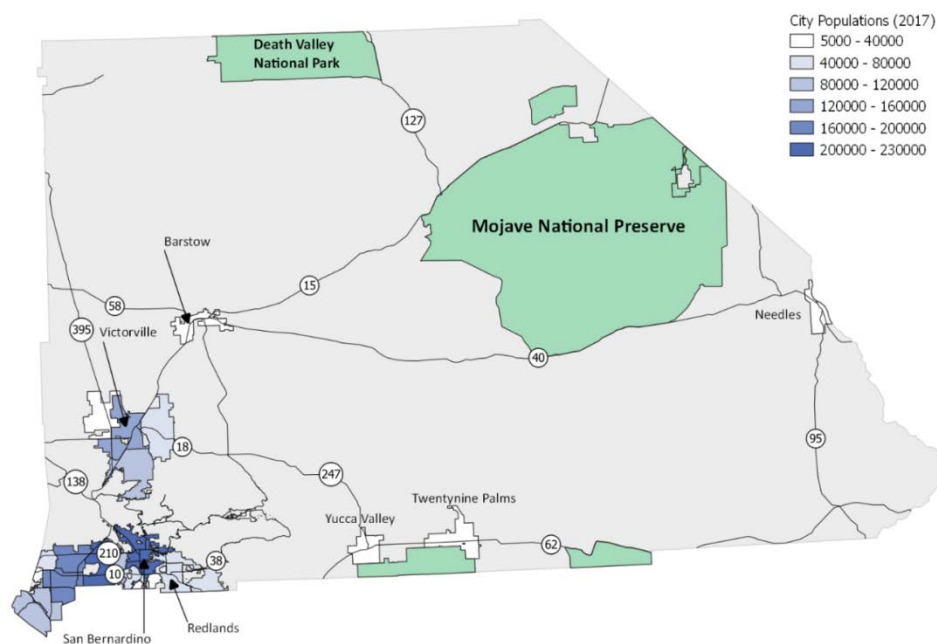 City Populations (2017)
5000 - 40000
40000 - 80000
80000 - 120000
120000 - 160000
160000 - 200000
200000 - 230000
Death Valley
National Park
127
Mojave National Preserve
Barstow
15
58
Victorville
395
Needles
40
18
95
138
247
Twentynine Palms
Yucca Valley
62
210
38
10
Redlands
San Bernardino